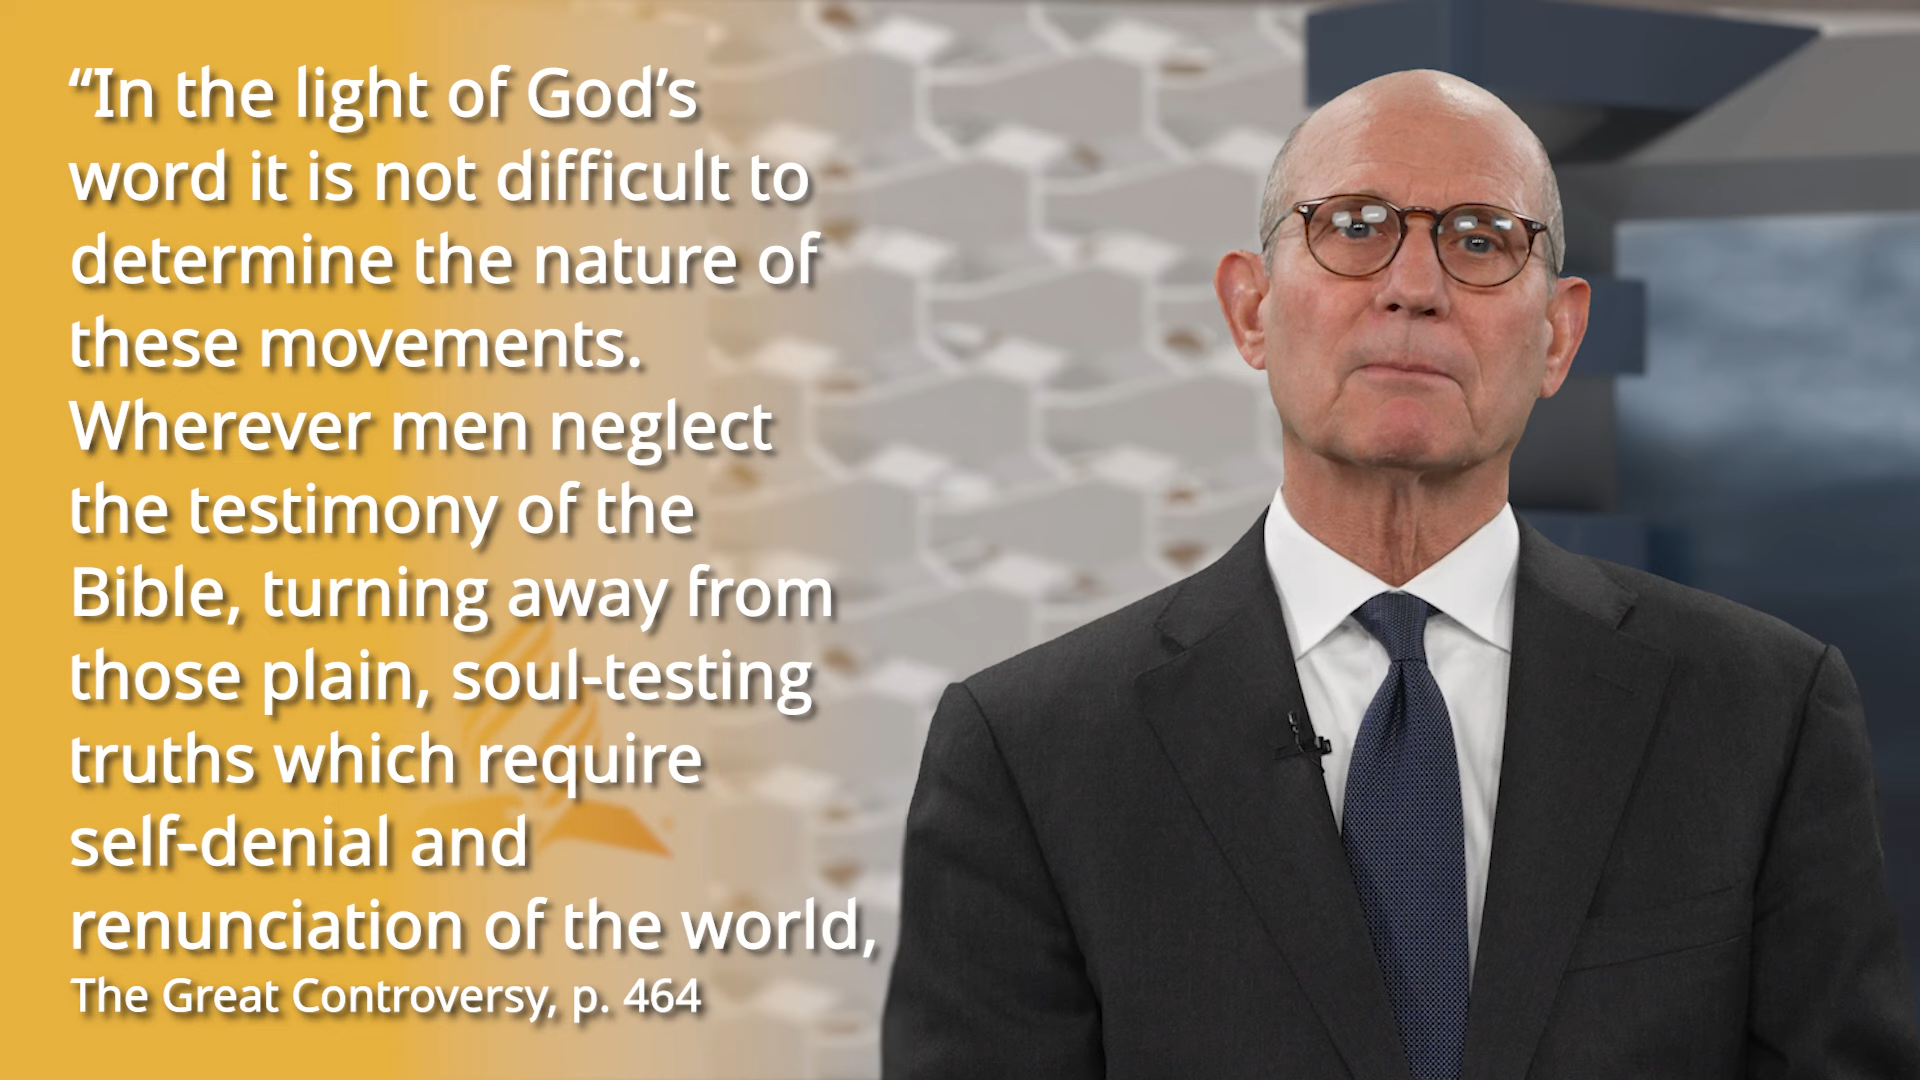 “In the light of God’s
word it is not difficult to
determine the nature of
these movements.
Wherever men neglect
the testimony of the
Bible, turning away from
those plain, soul-testing
truths which require
self-denial and
renunciation of the world,
The Great Controversy, p. 464